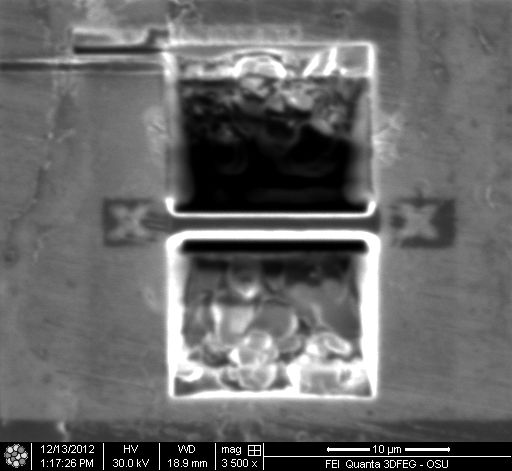 12/13/2012 HV WD mag 10 µm
1:17:26 PM 30.0 kV 18.9 mm 3 500 x FEI Quanta 3DFEG - OSU